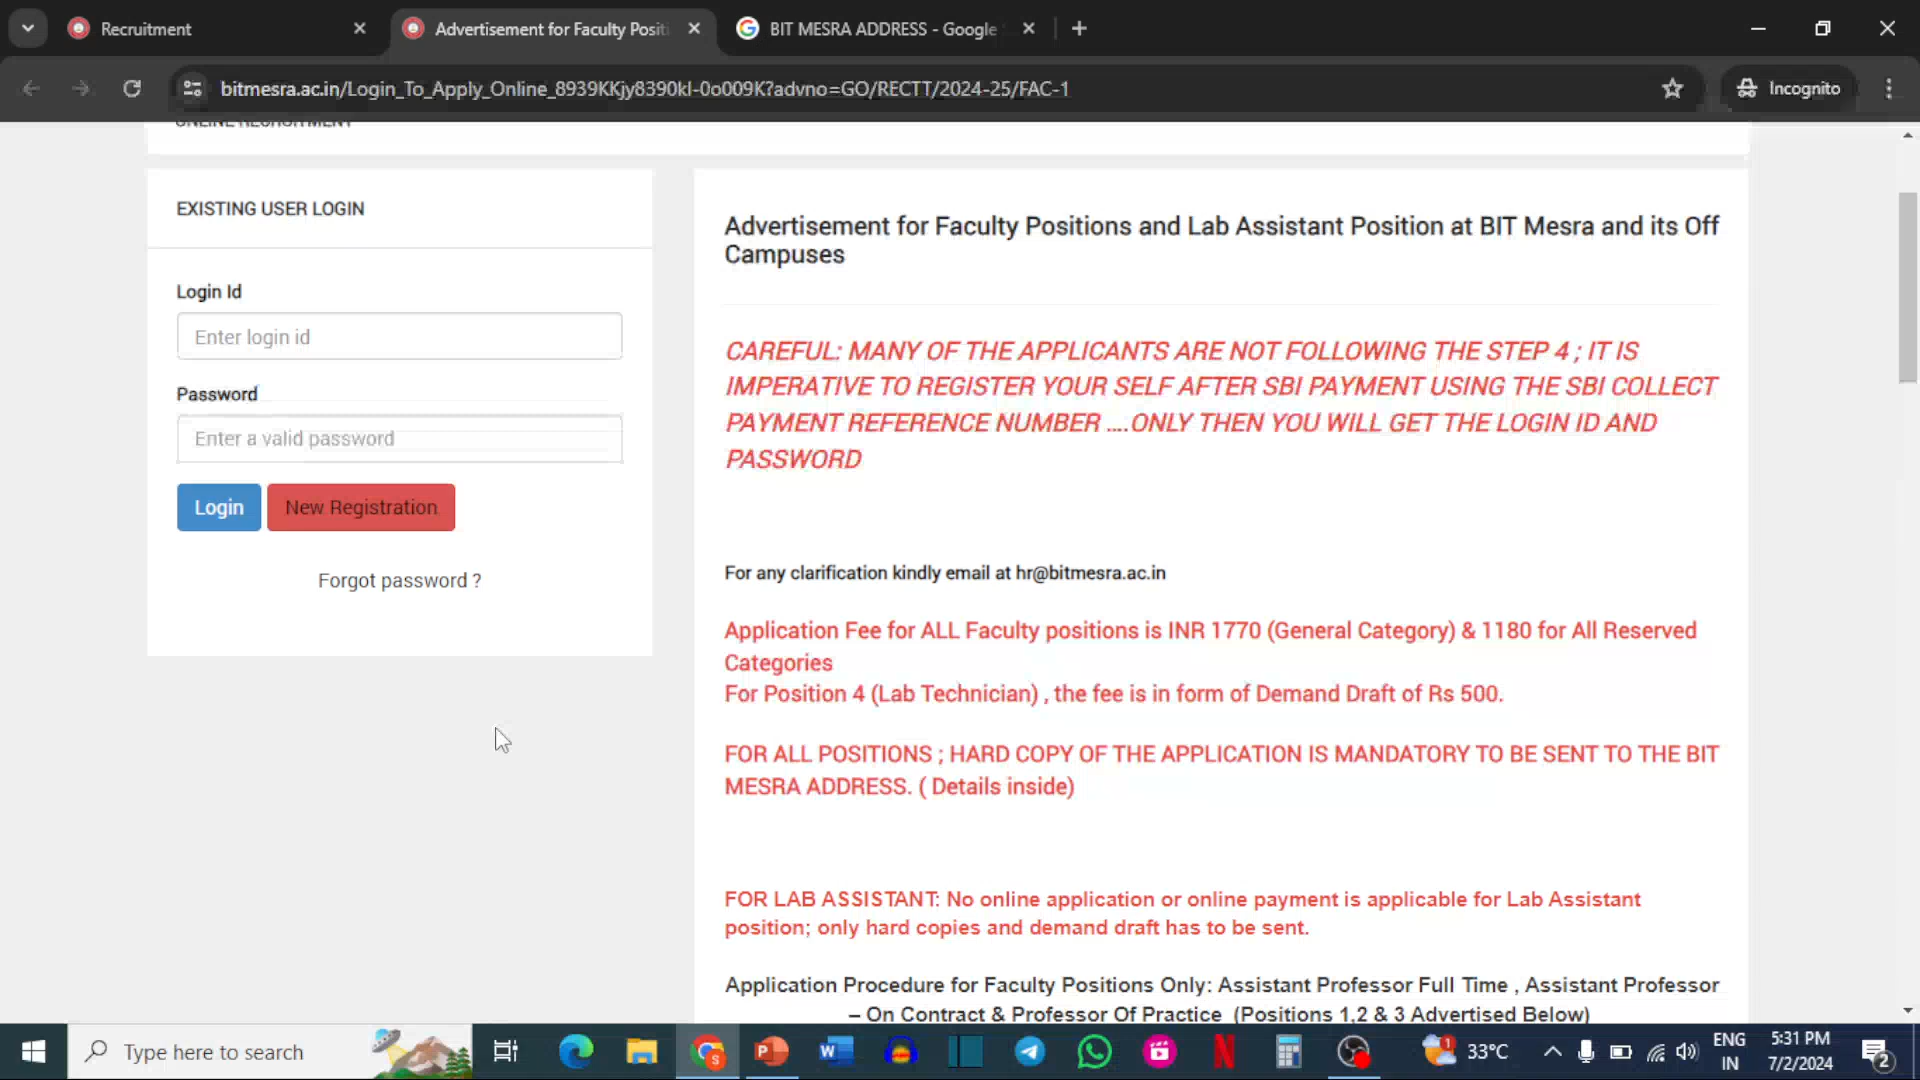 Recruitment
Advertisement for Faculty Positi
BIT MESRA ADDRESS - Google
bitmesra.ac.in/Login_To_Apply_Online_8939KKjy8390kl-0o009K?advno=GO/RECTT/2024-25/FAC-1
Incognito
ONLINE RECRUITMENT
EXISTING USER LOGIN
Login Id
Enter login id
Password
Enter a valid password
Login
New Registration
Forgot password ?
Advertisement for Faculty Positions and Lab Assistant Position at BIT Mesra and its Off
Campuses
CAREFUL: MANY OF THE APPLICANTS ARE NOT FOLLOWING THE STEP 4 ; IT IS
IMPERATIVE TO REGISTER YOUR SELF AFTER SBI PAYMENT USING THE SBI COLLECT
PAYMENT REFERENCE NUMBER ....ONLY THEN YOU WILL GET THE LOGIN ID AND
PASSWORD
For any clarification kindly email at hr@bitmesra.ac.in
Application Fee for ALL Faculty positions is INR 1770 (General Category) & 1180 for All Reserved
Categories
For Position 4 (Lab Technician) , the fee is in form of Demand Draft of Rs 500.
FOR ALL POSITIONS ; HARD COPY OF THE APPLICATION IS MANDATORY TO BE SENT TO THE BIT
MESRA ADDRESS. ( Details inside)
FOR LAB ASSISTANT: No online application or online payment is applicable for Lab Assistant
position; only hard copies and demand draft has to be sent.
Application Procedure for Faculty Positions Only: Assistant Professor Full Time , Assistant Professor
– On Contract & Professor Of Practice (Positions 1,2 & 3 Advertised Below)
Type here to search
33°C
ENG
IN
5:31 PM
7/2/2024
2